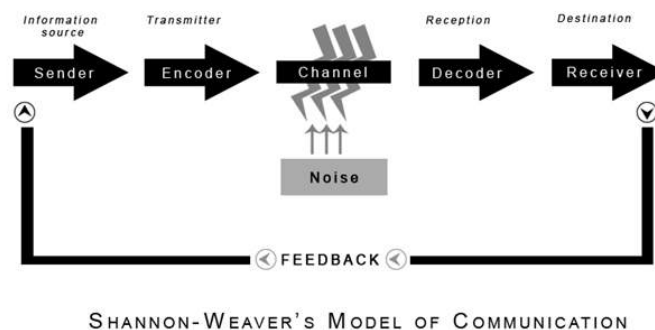 Information
source
Transmitter
Reception
Destination
Sender
Encoder
Channel
Decoder
Receiver
Noise
FEEDBACK
SHANNON-WEAVER'S MODEL OF COMMUNICATION